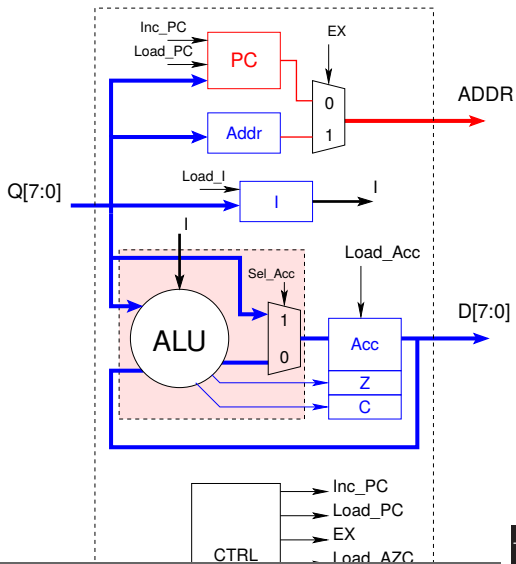 Inc_PC
Load_PC
PC
EX
0
1
ADDR
Addr
Load_I
Q[7:0]
I
I
I
Load_Acc
Sel_Acc
1
0
ALU
Acc
D[7:0]
Z
C
Inc_PC
Load_PC
EX
Load_AZC
CTRL